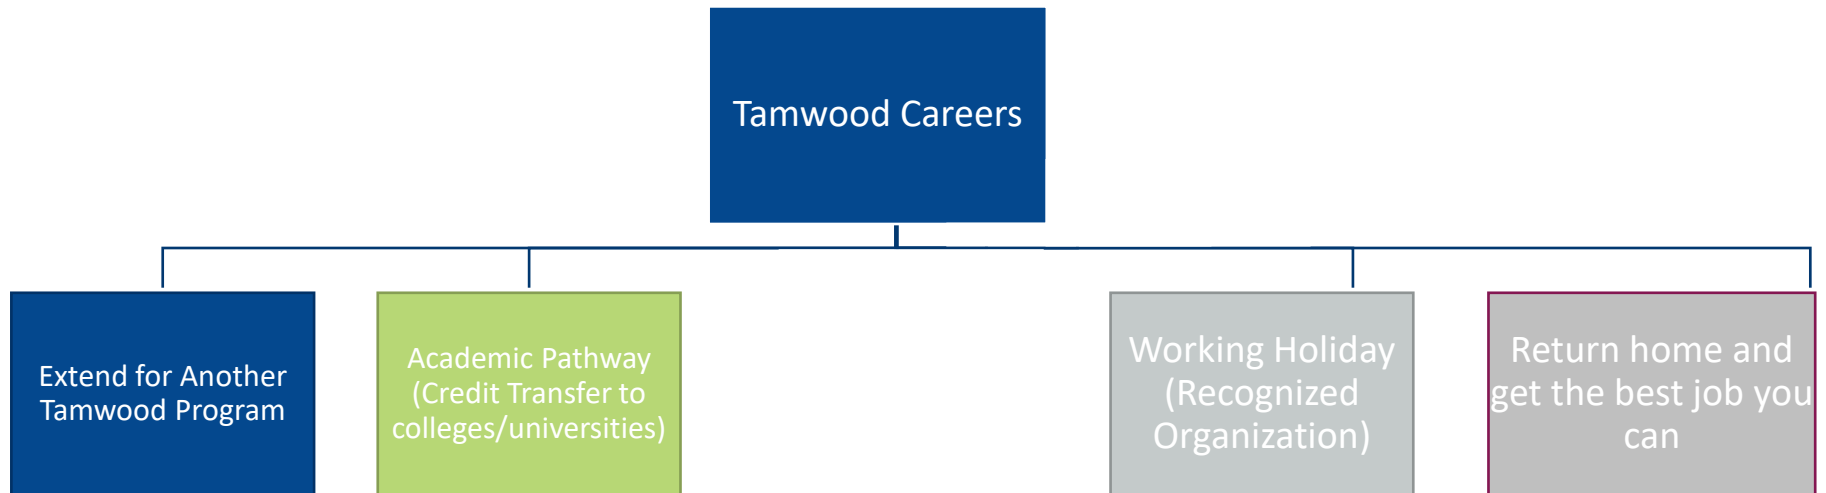 Tamwood Careers
Extend for Another
Tamwood Program
Academic Pathway
(Credit Transfer to
colleges/universities)
Working Holiday
(Recognized
Organization)
Return home and
get the best job you
can